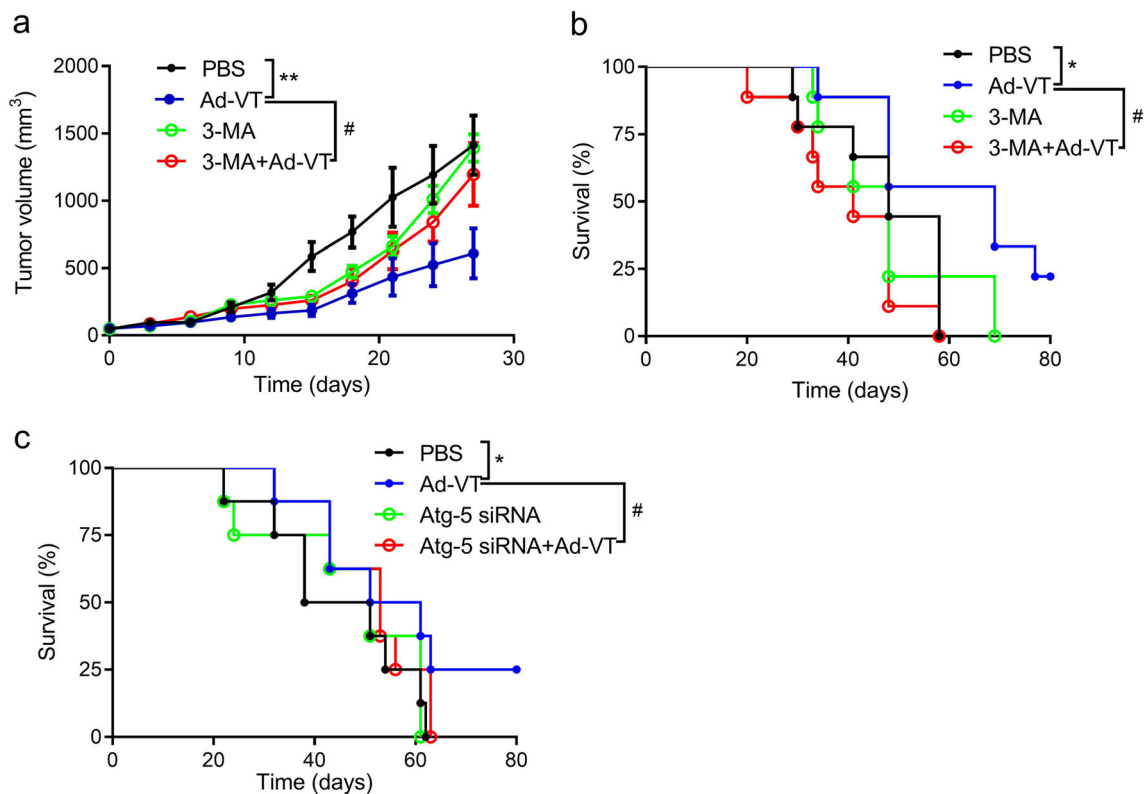 a
PBS
Ad-VT
3-MA
3-MA+Ad-VT
**
#
Tumor volume (mm³)
2000
1500
1000
500
0
0 10 20 30
Time (days)
b
PBS
Ad-VT
3-MA
3-MA+Ad-VT
*
#
Survival (%)
100
75
50
25
0
0 20 40 60 80
Time (days)
c
PBS
Ad-VT
Atg-5 siRNA
Atg-5 siRNA+Ad-VT
*
#
Survival (%)
100
75
50
25
0
0 20 40 60 80
Time (days)